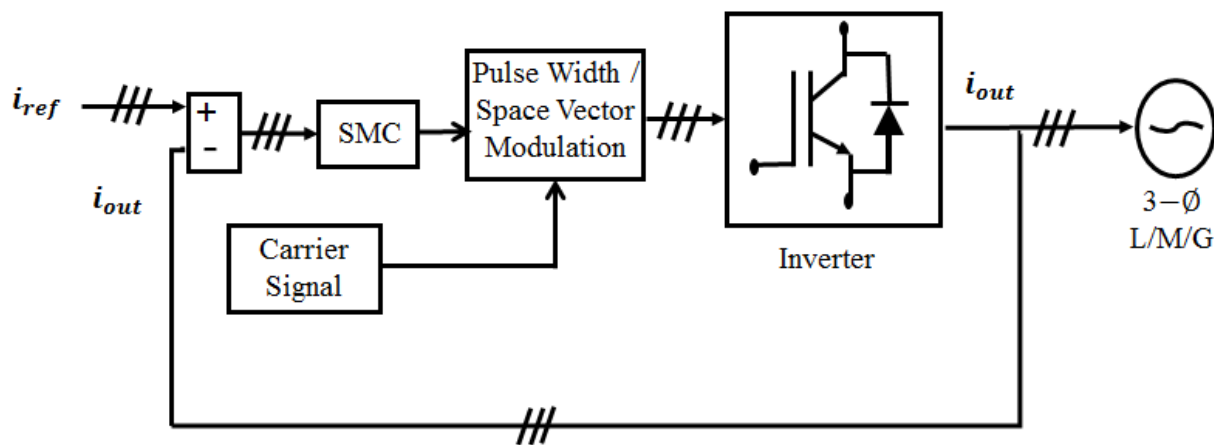 i_ref
+
-
i_out
SMC
Pulse Width /
Space Vector
Modulation
Carrier
Signal
Inverter
i_out
3−Ø
L/M/G